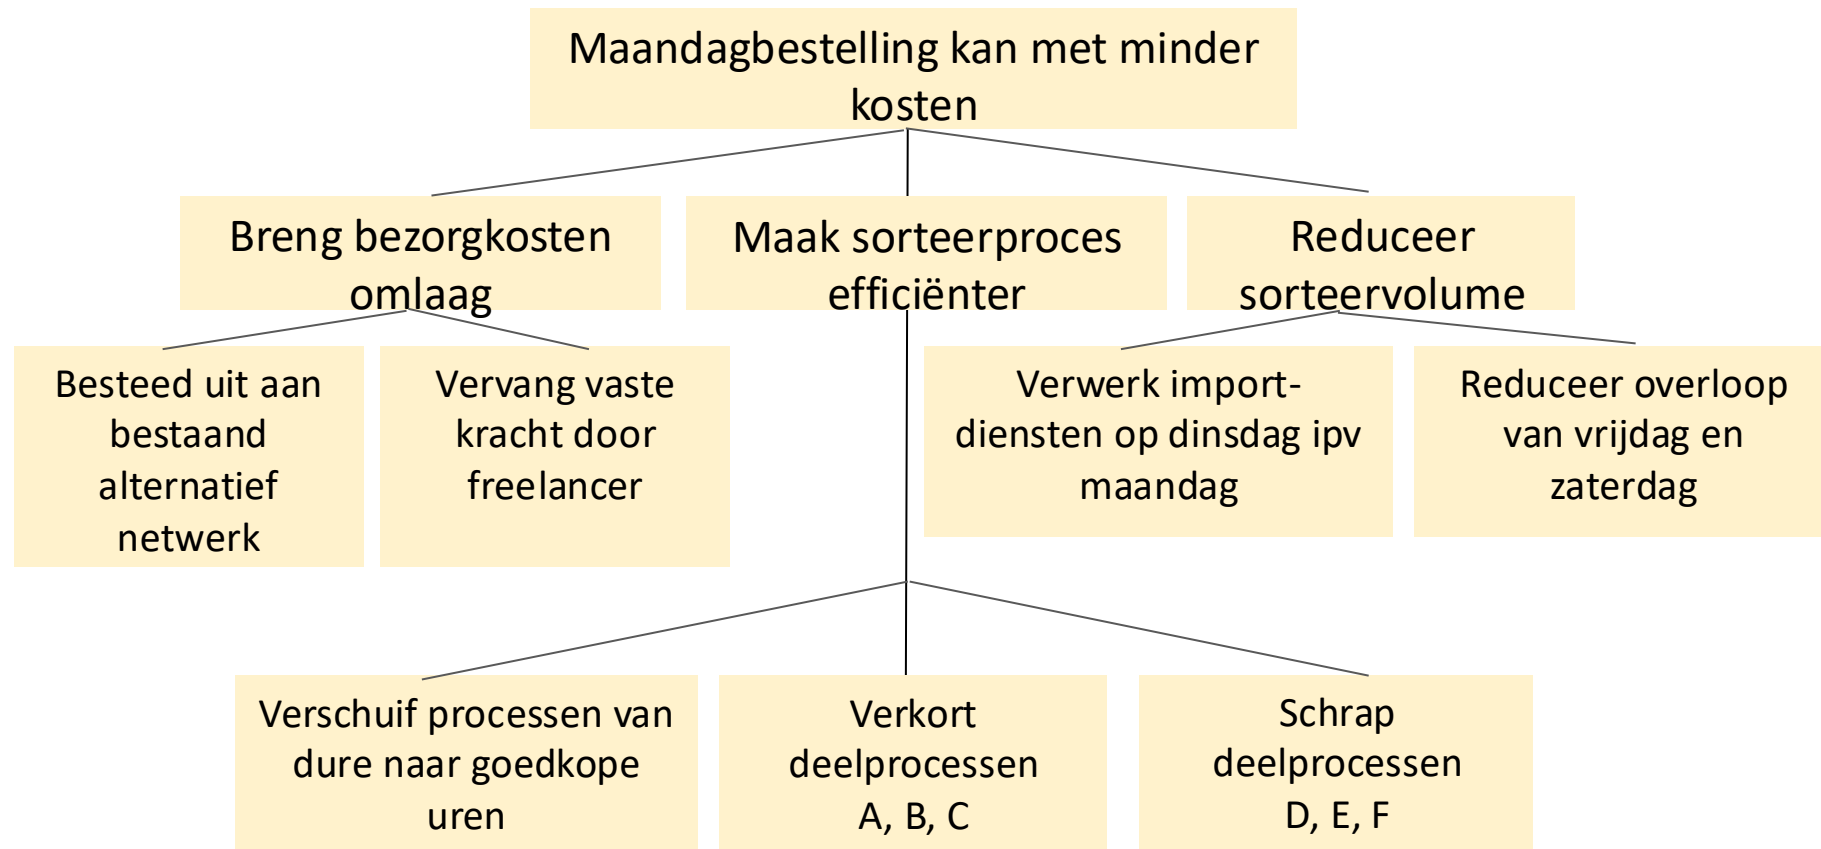 Maandagbestelling kan met minder
kosten
Breng bezorgkosten
omlaag
Maak sorteerproces
efficiënter
Reduceer
sorteervolume
Besteed uit aan
bestaand
alternatief
netwerk
Vervang vaste
kracht door
freelancer
Verwerk import-
diensten op dinsdag ipv
maandag
Reduceer overloop
van vrijdag en
zaterdag
Verschuif processen van
dure naar goedkope
uren
Verkort
deelprocessen
A, B, C
Schrap
deelprocessen
D, E, F